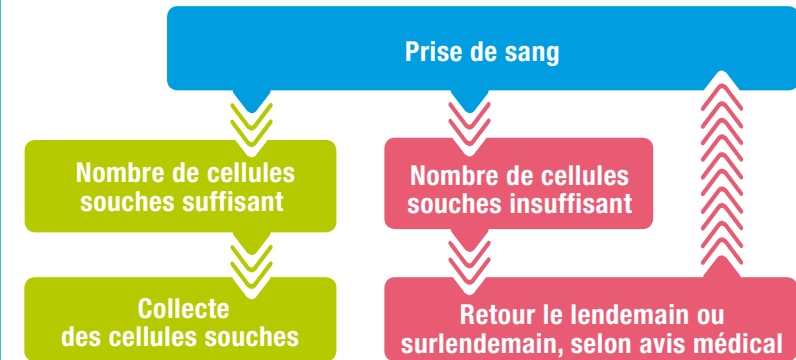 Prise de sang
Nombre de cellules
souches suffisant
Nombre de cellules
souches insuffisant
Collecte
des cellules souches
Retour le lendemain ou
surlendemain, selon avis médical